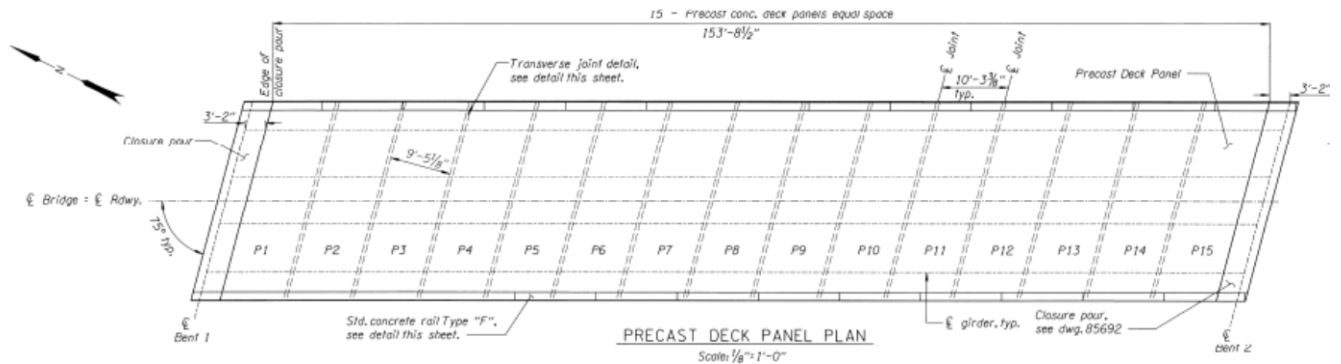 15 - Precast conc. deck panels equal space
153'-8½"
N
Edge of
closure pour
Transverse joint detail,
see detail this sheet.
Joint
Joint
10'-3⅜"
typ.
Precast Deck Panel
3'-2"
3'-2"
Closure pour
9'-5⅛"
℄ Bridge = ℄ Rdwy.
75° typ.
P1 P2 P3 P4 P5 P6 P7 P8 P9 P10 P11 P12 P13 P14 P15
℄
Bent 1
Std. concrete rail Type "F",
see detail this sheet.
℄ girder, typ.
Closure pour,
see dwg. 85692
℄
Bent 2
PRECAST DECK PANEL PLAN
Scale: ⅛"=1'-0"